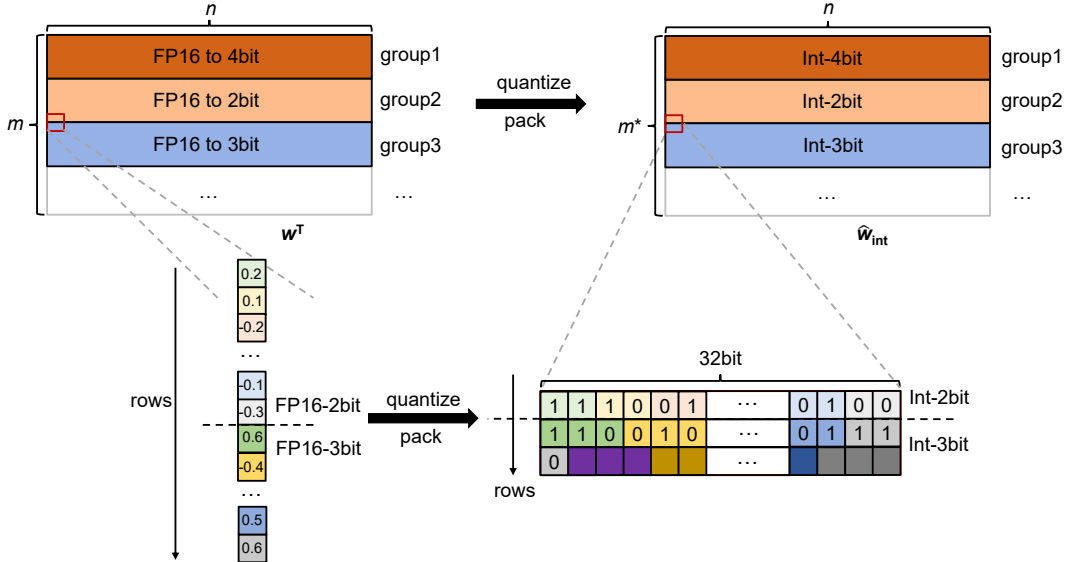 n
n
FP16 to 4bit
group1
Int-4bit
group1
m
FP16 to 2bit
group2
quantize
pack
m*
Int-2bit
group2
FP16 to 3bit
group3
Int-3bit
group3
...
...
...
...
w^T
ŵ_int
0.2
0.1
-0.2
...
rows
-0.1
-0.3
FP16-2bit
0.6
FP16-3bit
-0.4
...
0.5
0.6
quantize
pack
32bit
1 1 1 0 0 1 ... 0 1 0 0
Int-2bit
1 1 0 0 1 0 ... 0 1 1 1
Int-3bit
0 ...
rows